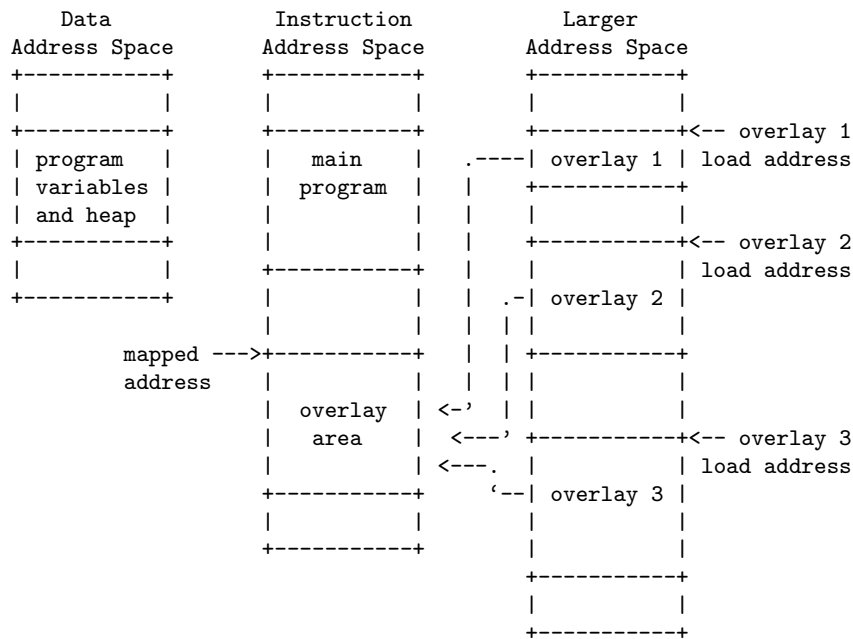 Data             Instruction            Larger
Address Space       Address Space        Address Space
+-----------+       +-----------+        +-----------+
|           |       |           |        |           |
+-----------+       +-----------+        +-----------+<-- overlay 1
| program   |       |   main    |   .----| overlay 1 | load address
| variables |       |  program  |   |    +-----------+
| and heap  |       |           |   |    |           |
+-----------+       |           |   |    +-----------+<-- overlay 2
|           |       +-----------+   |    |           | load address
+-----------+       |           |   |  .-| overlay 2 |
                    |           |   |  | |           |
         mapped --->+-----------+   |  | +-----------+
         address    |           |   |  | |           |
                    |  overlay  | <-'  | |           |
                    |   area    |  <---' +-----------+<-- overlay 3
                    |           | <---.  |           | load address
                    +-----------+     ‘--| overlay 3 |
                    |           |        |           |
                    +-----------+        |           |
                                         +-----------+
                                         |           |
                                         +-----------+